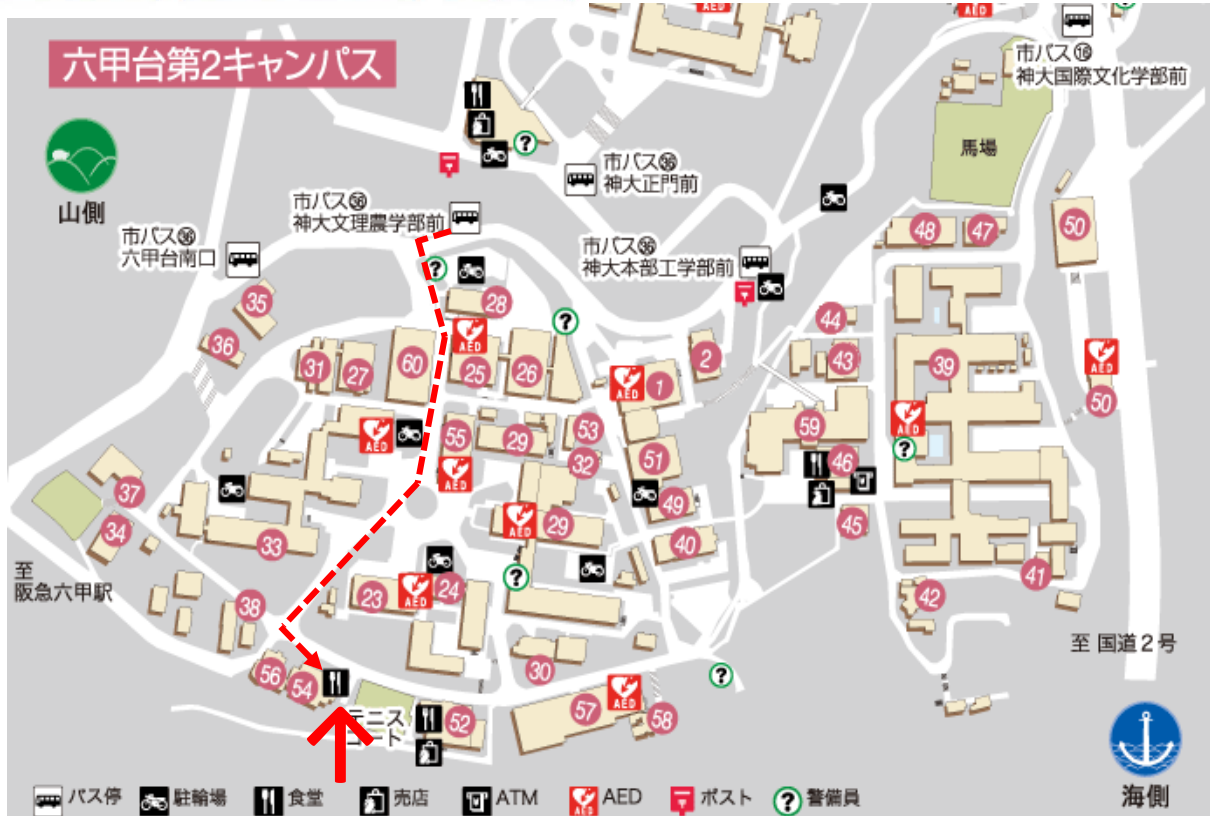 六甲台第2キャンパス
AED
AED
市バス⑯
神大国際文化学部前
馬場
山側
市バス㊱
神大正門前
市バス㊱
神大文理農学部前
市バス㊱
六甲台南口
市バス㊱
神大本部工学部前
48
47
50
35
36
28
44
31
27
60
AED
25
26
2
43
39
AED
1
AED
50
AED
55
29
53
59
AED
32
51
46
AED
37
34
33
AED
29
49
45
40
至
阪急六甲駅
38
23
AED
24
41
42
30
至 国道2号
56
54
テニス
コート
52
57
AED
58
バス停
駐輪場
食堂
売店
ATM
AED
ポスト
?
警備員
海側